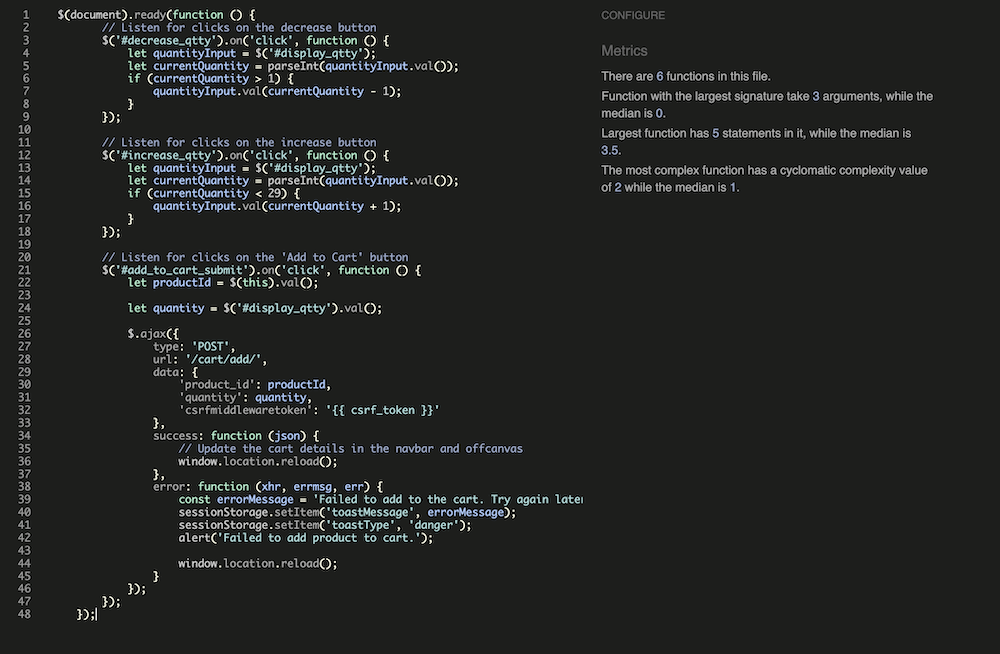 1 $(document).ready(function () {
2 // Listen for clicks on the decrease button
3 $('#decrease_qtty').on('click', function () {
4 let quantityInput = $('#display_qtty');
5 let currentQuantity = parseInt(quantityInput.val());
6 if (currentQuantity > 1) {
7 quantityInput.val(currentQuantity - 1);
8 }
9 });
10
11 // Listen for clicks on the increase button
12 $('#increase_qtty').on('click', function () {
13 let quantityInput = $('#display_qtty');
14 let currentQuantity = parseInt(quantityInput.val());
15 if (currentQuantity < 29) {
16 quantityInput.val(currentQuantity + 1);
17 }
18 });
19
20 // Listen for clicks on the 'Add to Cart' button
21 $('#add_to_cart_submit').on('click', function () {
22 let productId = $(this).val();
23
24 let quantity = $('#display_qtty').val();
25
26 $.ajax({
27 type: 'POST',
28 url: '/cart/add/',
29 data: {
30 'product_id': productId,
31 'quantity': quantity,
32 'csrfmiddlewaretoken': '{{ csrf_token }}'
33 },
34 success: function (json) {
35 // Update the cart details in the navbar and offcanvas
36 window.location.reload();
37 },
38 error: function (xhr, errmsg, err) {
39 const errorMessage = 'Failed to add to the cart. Try again later
40 sessionStorage.setItem('toastMessage', errorMessage);
41 sessionStorage.setItem('toastType', 'danger');
42 alert('Failed to add product to cart.');
43
44 window.location.reload();
45 }
46 });
47 });
48 });
CONFIGURE
Metrics
There are 6 functions in this file.
Function with the largest signature take 3 arguments, while the
median is 0.
Largest function has 5 statements in it, while the median is
3.5.
The most complex function has a cyclomatic complexity value
of 2 while the median is 1.